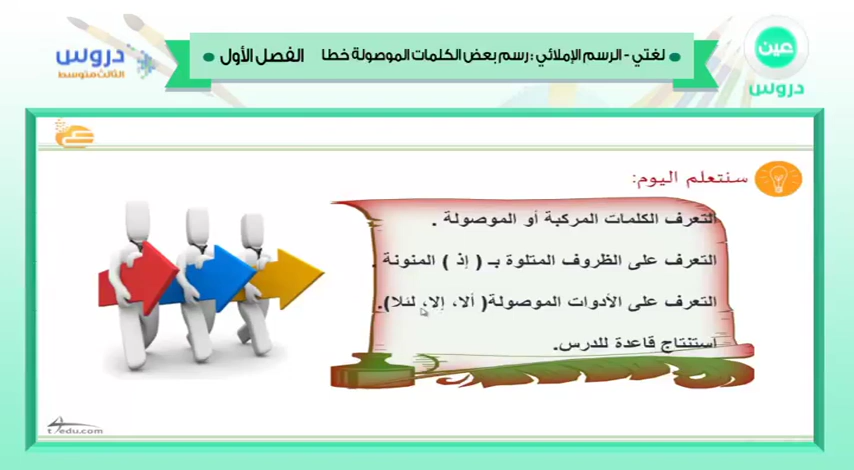 عين
دروس
لغتي - الرسم الإملائي : رسم بعض الكلمات الموصولة خطا الفصل الأول
دروس
الثالث متوسط
سنتعلم اليوم:
التعرف الكلمات المركبة أو الموصولة .
التعرف على الظروف المتلوة بـ ( إذ ) المنونة .
التعرف على الأدوات الموصولة( ألا، إلا، لئلا).
استنتاج قاعدة للدرس.
t4edu.com